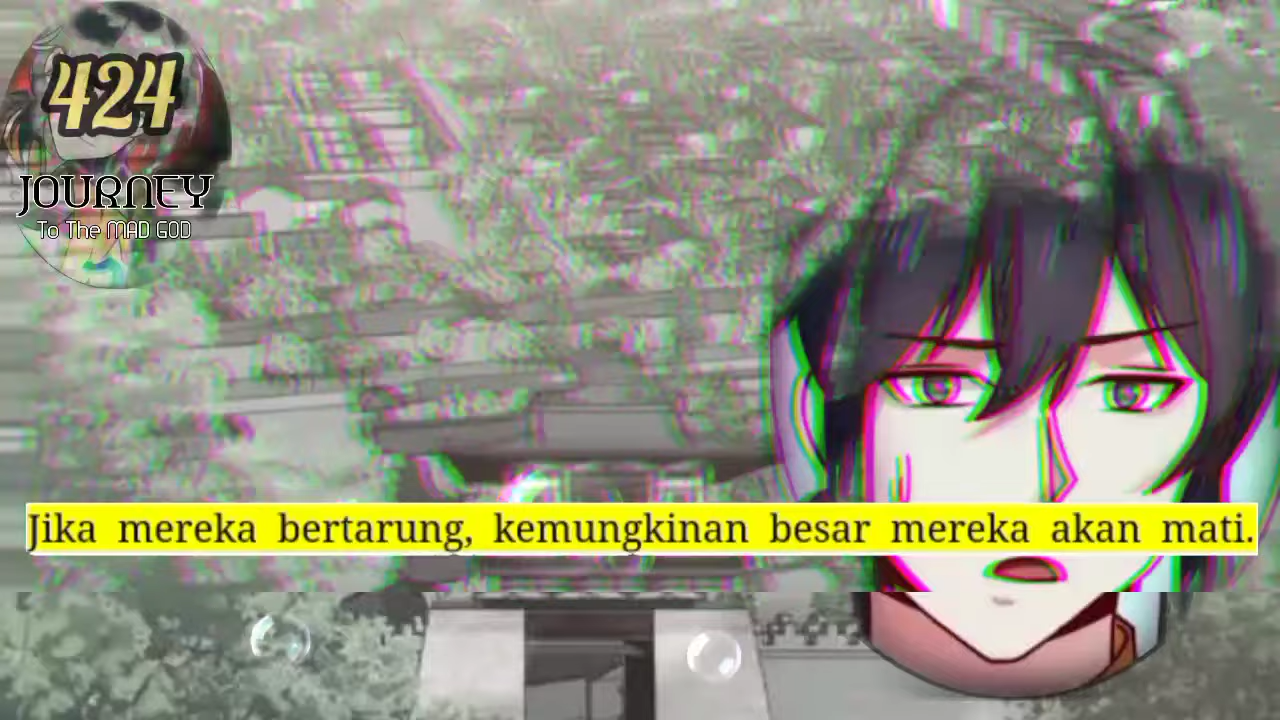 424
JOURNEY
To The MAD GOD
Jika mereka bertarung, kemungkinan besar mereka akan mati.